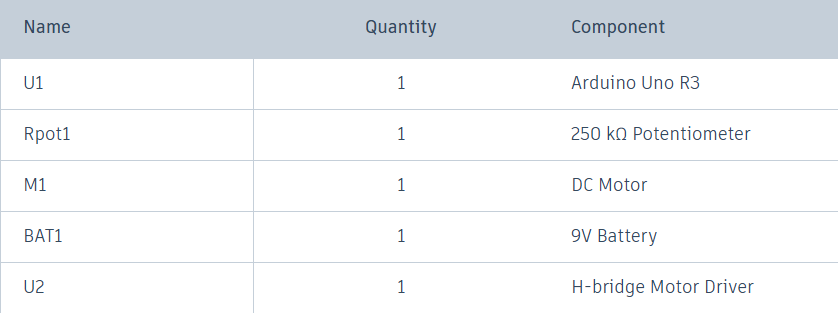 Name Quantity Component
U1 1 Arduino Uno R3
Rpot1 1 250 kΩ Potentiometer
M1 1 DC Motor
BAT1 1 9V Battery
U2 1 H-bridge Motor Driver